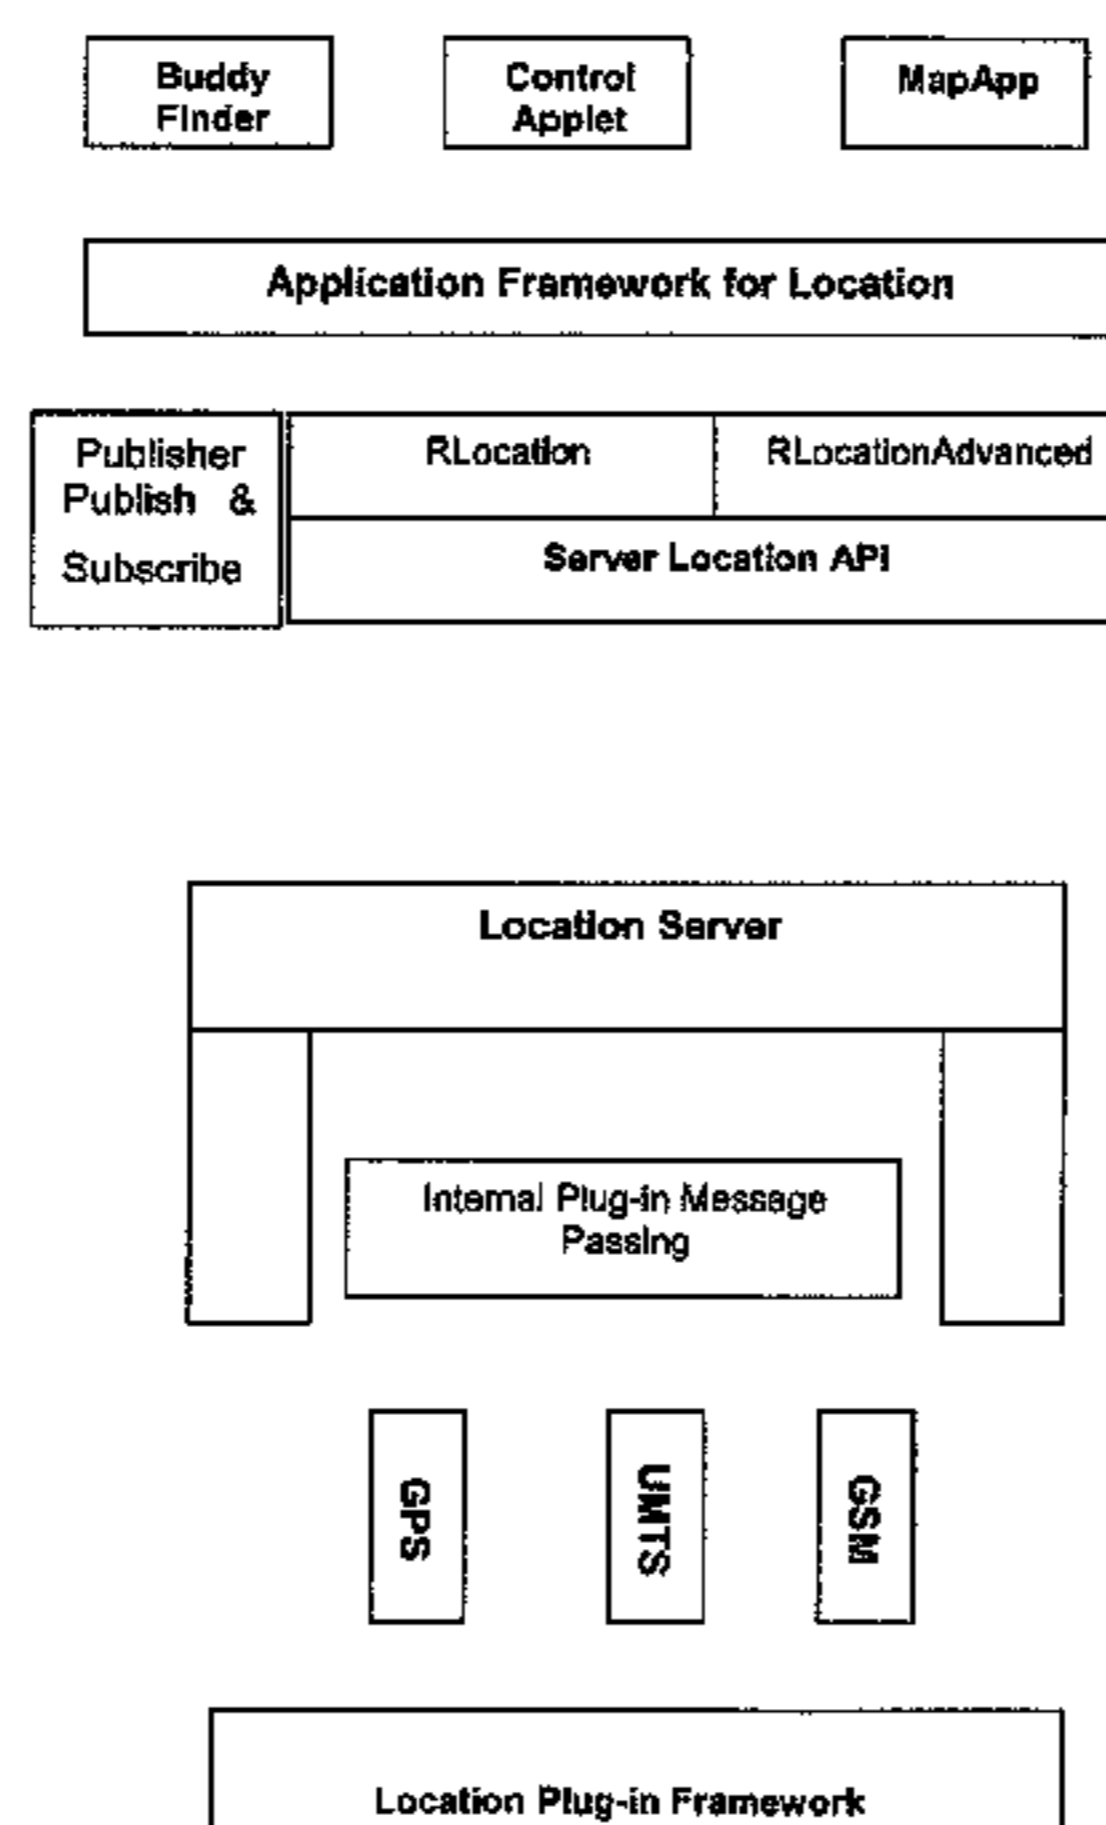 Buddy
Finder
Control
Applet
MapApp
Application Framework for Location
Publisher
Publish &
Subscribe
RLocation
RLocationAdvanced
Server Location API
Location Server
Internal Plug-in Message
Passing
GPS
UMTS
GSM
Location Plug-in Framework